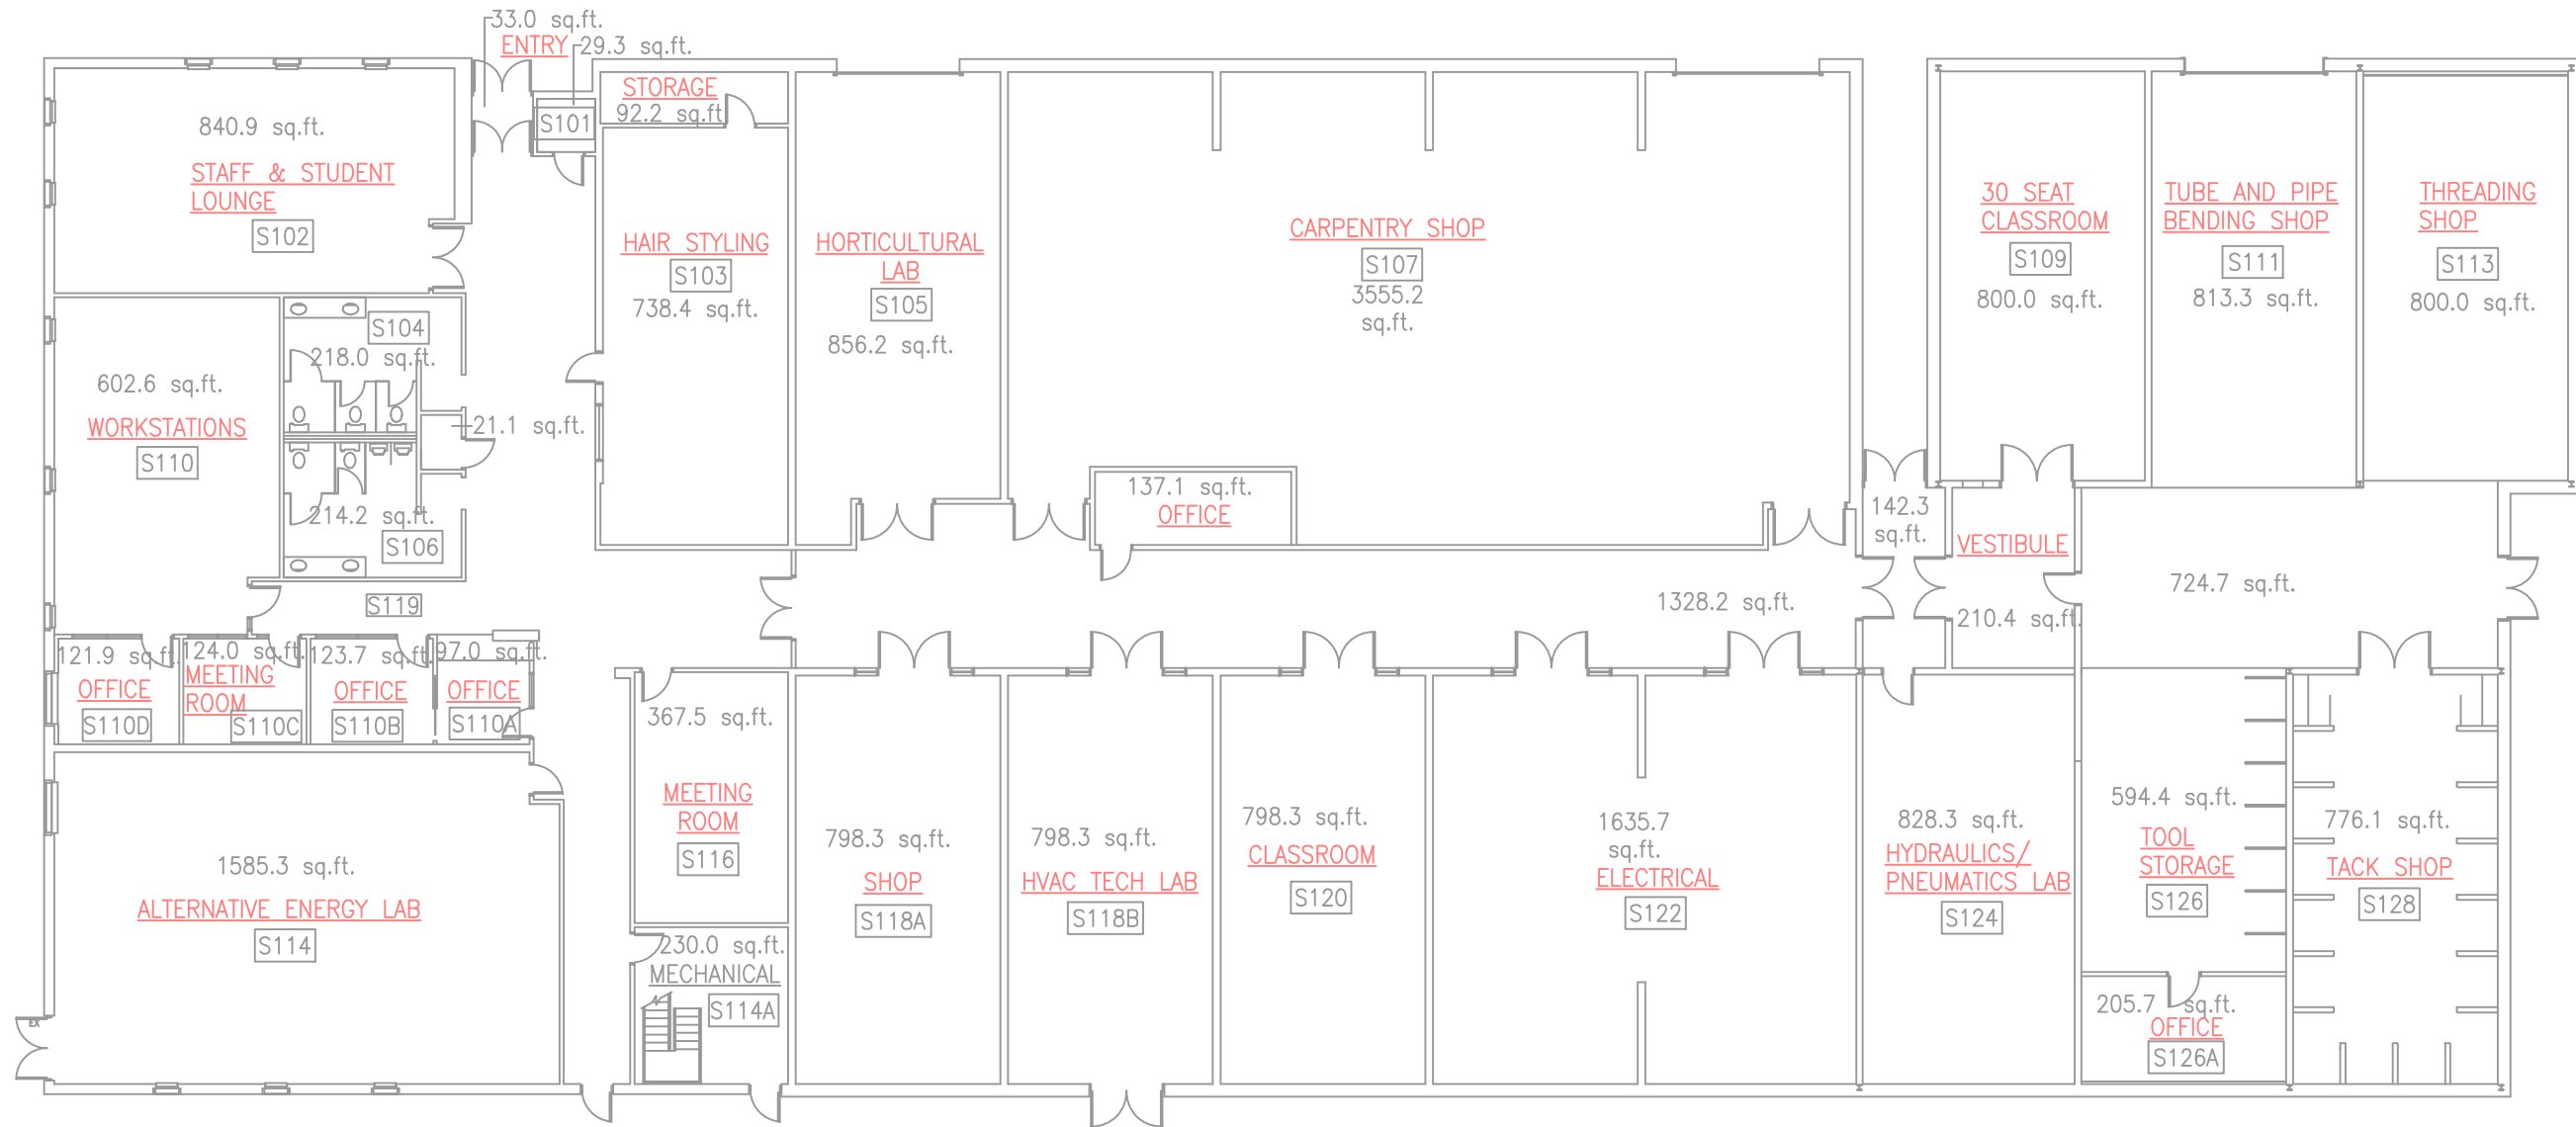 33.0 sq.ft.
ENTRY
29.3 sq.ft.
S101
STORAGE
92.2 sq.ft
840.9 sq.ft.
STAFF & STUDENT
LOUNGE
S102
HAIR STYLING
S103
738.4 sq.ft.
HORTICULTURAL
LAB
S105
856.2 sq.ft.
CARPENTRY SHOP
S107
3555.2
sq.ft.
30 SEAT
CLASSROOM
S109
800.0 sq.ft.
TUBE AND PIPE
BENDING SHOP
S111
813.3 sq.ft.
THREADING
SHOP
S113
800.0 sq.ft.
S104
218.0 sq.ft.
602.6 sq.ft.
WORKSTATIONS
S110
21.1 sq.ft.
214.2 sq.ft.
S106
137.1 sq.ft.
OFFICE
142.3
sq.ft.
VESTIBULE
210.4 sq.ft.
724.7 sq.ft.
1328.2 sq.ft.
S119
121.9 sq.ft.
OFFICE
S110D
124.0 sq.ft.
MEETING
ROOM
S110C
123.7 sq.ft.
OFFICE
S110B
97.0 sq.ft.
OFFICE
S110A
367.5 sq.ft.
MEETING
ROOM
S116
1585.3 sq.ft.
ALTERNATIVE ENERGY LAB
S114
EX
230.0 sq.ft.
MECHANICAL
S114A
798.3 sq.ft.
SHOP
S118A
798.3 sq.ft.
HVAC TECH LAB
S118B
798.3 sq.ft.
CLASSROOM
S120
1635.7
sq.ft.
ELECTRICAL
S122
828.3 sq.ft.
HYDRAULICS/
PNEUMATICS LAB
S124
594.4 sq.ft.
TOOL
STORAGE
S126
205.7 sq.ft.
OFFICE
S126A
776.1 sq.ft.
TACK SHOP
S128